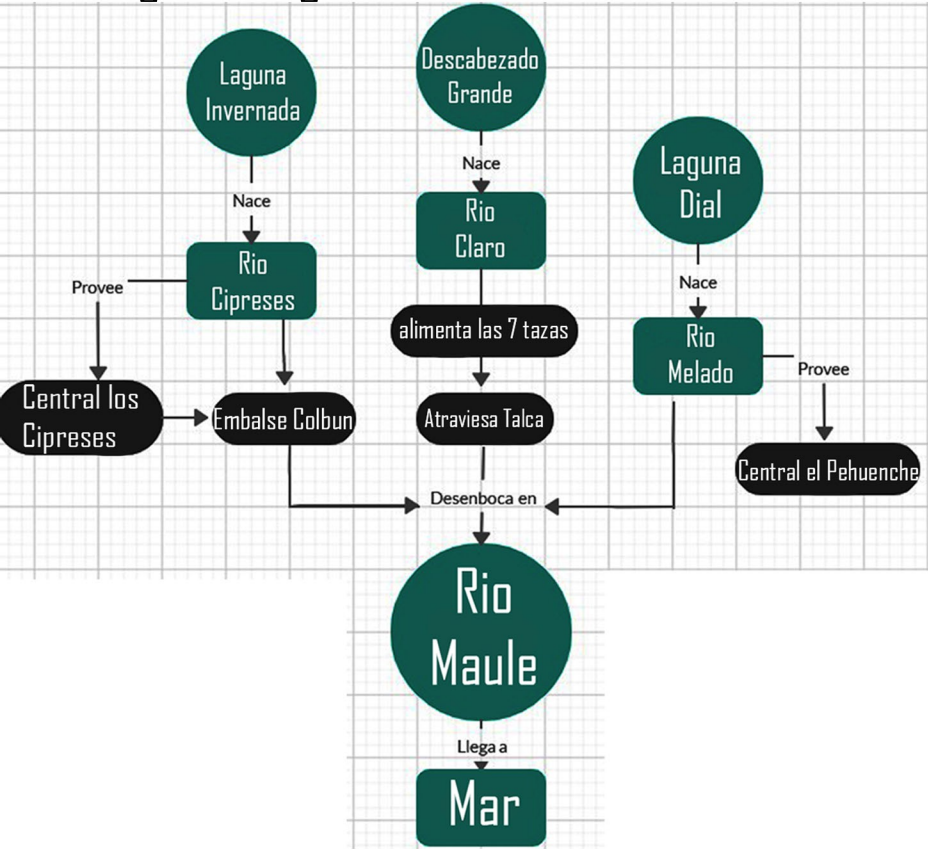 Laguna
Invernada
Descabezado
Grande
Laguna
Dial
Nace
Nace
Nace
Rio
Cipreses
Rio
Claro
Rio
Melado
Provee
Provee
alimenta las 7 tazas
Central los
Cipreses
Embalse Colbun
Atraviesa Talca
Central el Pehuenche
Desenboca en
Rio
Maule
Llega a
Mar